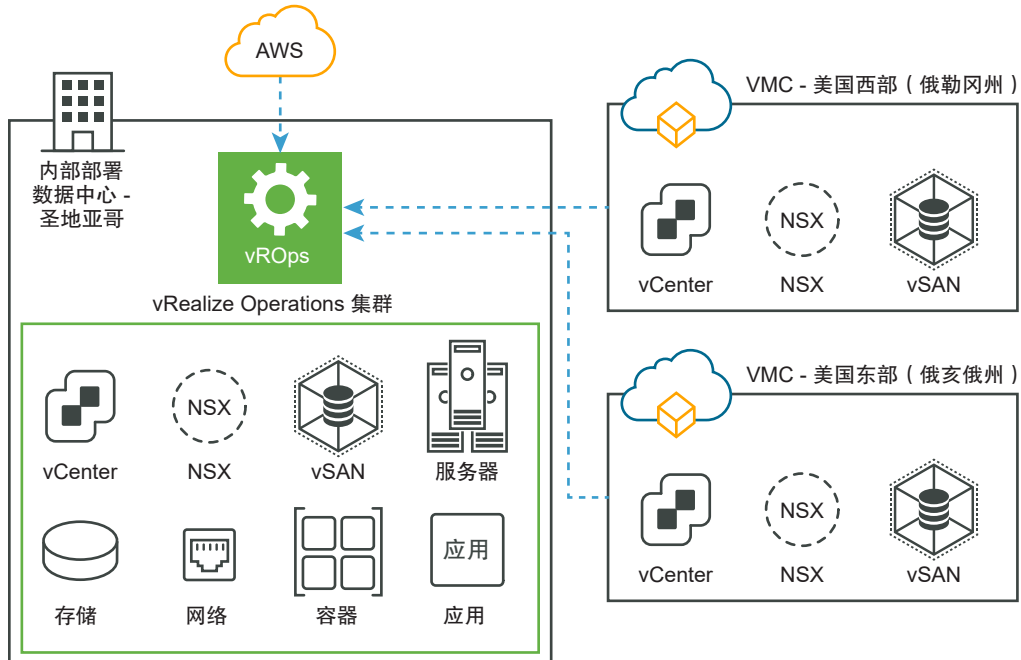 AWS
内部部署
数据中心 -
圣地亚哥
vROps
vRealize Operations 集群
vCenter
NSX
NSX
vSAN
服务器
存储
网络
容器
应用
应用
VMC - 美国西部（俄勒冈州）
vCenter
NSX
NSX
vSAN
VMC - 美国东部（俄亥俄州）
vCenter
NSX
NSX
vSAN